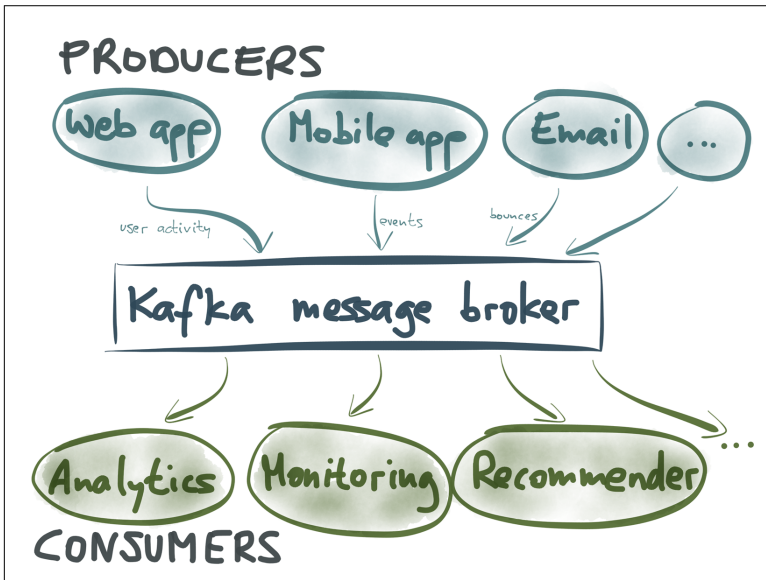 PRODUCERS
Web app
Mobile app
Email
...
user activity
events
bounces
Kafka message broker
...
Analytics
Monitoring
Recommender
CONSUMERS